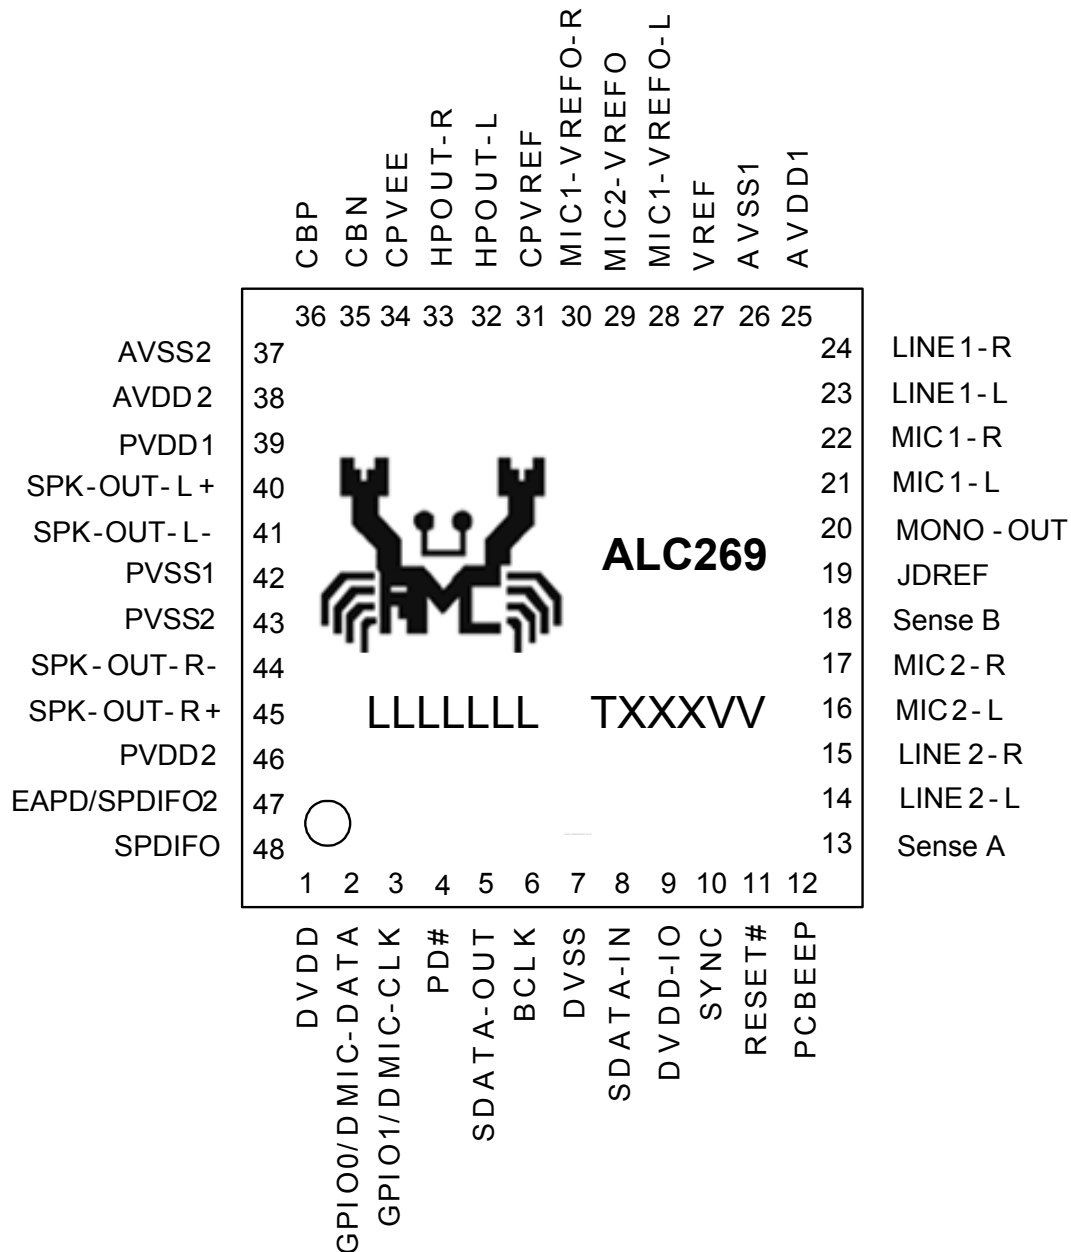 CBP
CBN
CPVEE
HPOUT-R
HPOUT-L
CPVREF
MIC1-VREFO-R
MIC2-VREFO
MIC1-VREFO-L
VREF
AVSS1
AVDD1
36 35 34 33 32 31 30 29 28 27 26 25
AVSS2 37
AVDD2 38
PVDD1 39
SPK-OUT-L+ 40
SPK-OUT-L- 41
PVSS1 42
PVSS2 43
SPK-OUT-R- 44
SPK-OUT-R+ 45
PVDD2 46
EAPD/SPDIFO2 47
SPDIFO 48
AMC
ALC269
LLLLLLL TXXXVV
24 LINE1-R
23 LINE1-L
22 MIC1-R
21 MIC1-L
20 MONO-OUT
19 JDREF
18 Sense B
17 MIC2-R
16 MIC2-L
15 LINE2-R
14 LINE2-L
13 Sense A
1 2 3 4 5 6 7 8 9 10 11 12
DVDD
GPIO0/DMIC-DATA
GPIO1/DMIC-CLK
PD#
SDATA-OUT
BCLK
DVSS
SDATA-IN
DVDD-IO
SYNC
RESET#
PCBEEP